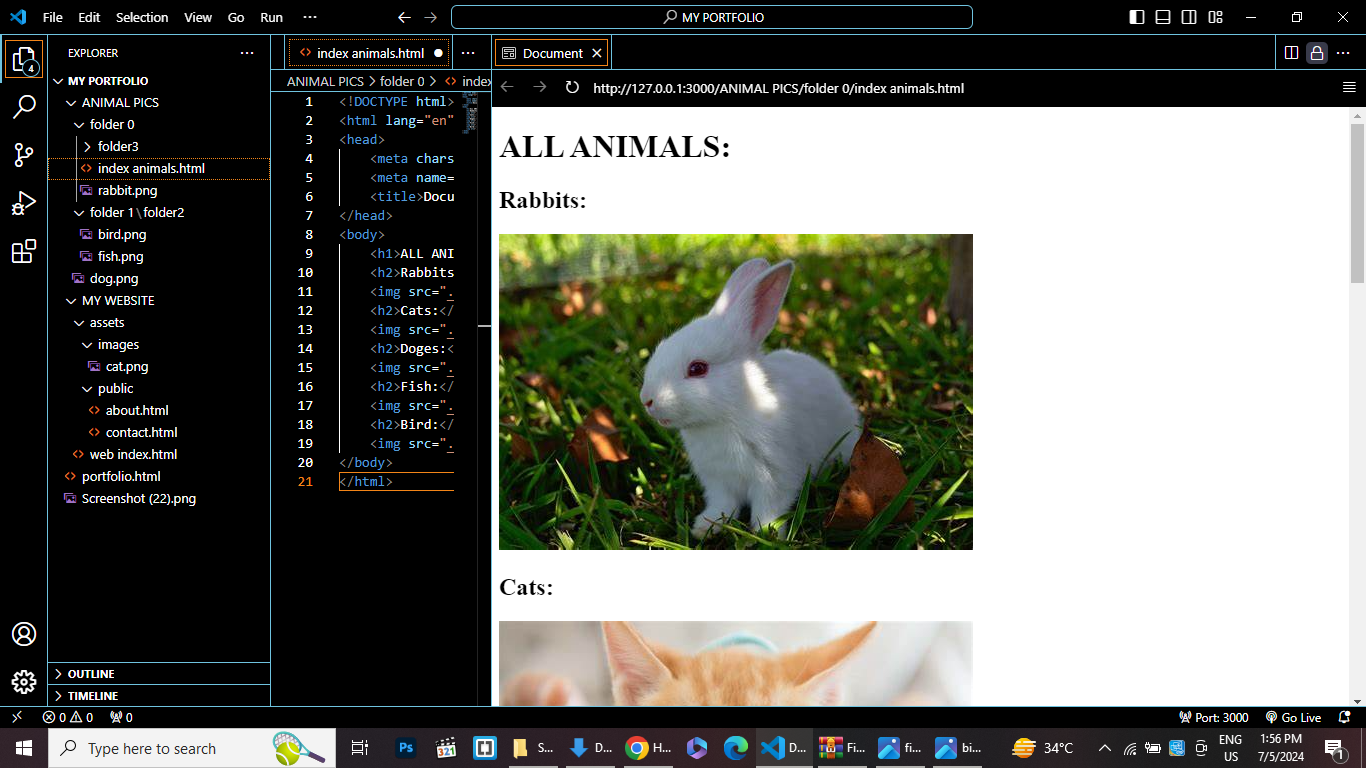 File Edit Selection View Go Run ··· MY PORTFOLIO
EXPLORER ···
MY PORTFOLIO
ANIMAL PICS
folder 0
folder3
index animals.html
rabbit.png
folder 1\folder2
bird.png
fish.png
dog.png
MY WEBSITE
assets
images
cat.png
public
about.html
contact.html
web index.html
portfolio.html
Screenshot (22).png
OUTLINE
TIMELINE
4
index animals.html ● ···
ANIMAL PICS > folder 0 > <> index
1 <!DOCTYPE html>
2 <html lang="en"
3 <head>
4 <meta chars
5 <meta name=
6 <title>Docu
7 </head>
8 <body>
9 <h1>ALL ANI
10 <h2>Rabbits
11 <img src=".
12 <h2>Cats:</
13 <img src=".
14 <h2>Doges:<
15 <img src=".
16 <h2>Fish:</
17 <img src=".
18 <h2>Bird:</
19 <img src=".
20 </body>
21 </html>
Document ···
http://127.0.0.1:3000/ANIMAL PICS/folder 0/index animals.html
ALL ANIMALS:
Rabbits:
Cats:
0 0 0 Port: 3000 Go Live
Type here to search Ps 321 S... D... H... D... Fi... fi... bi... 34°C ENG US 1:56 PM 7/5/2024 1